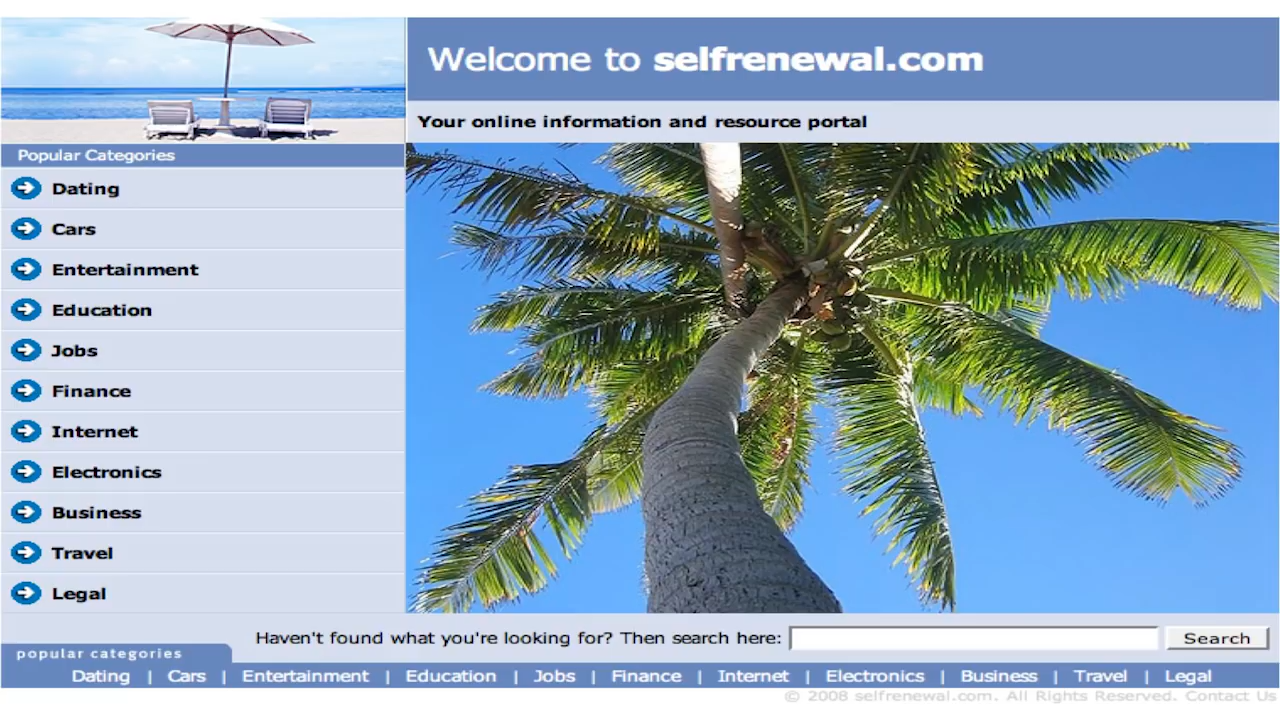 Welcome to selfrenewal.com
Your online information and resource portal
Popular Categories
Dating
Cars
Entertainment
Education
Jobs
Finance
Internet
Electronics
Business
Travel
Legal
Haven't found what you're looking for? Then search here: Search
popular categories
Dating | Cars | Entertainment | Education | Jobs | Finance | Internet | Electronics | Business | Travel | Legal
© 2008 selfrenewal.com. All Rights Reserved. Contact Us